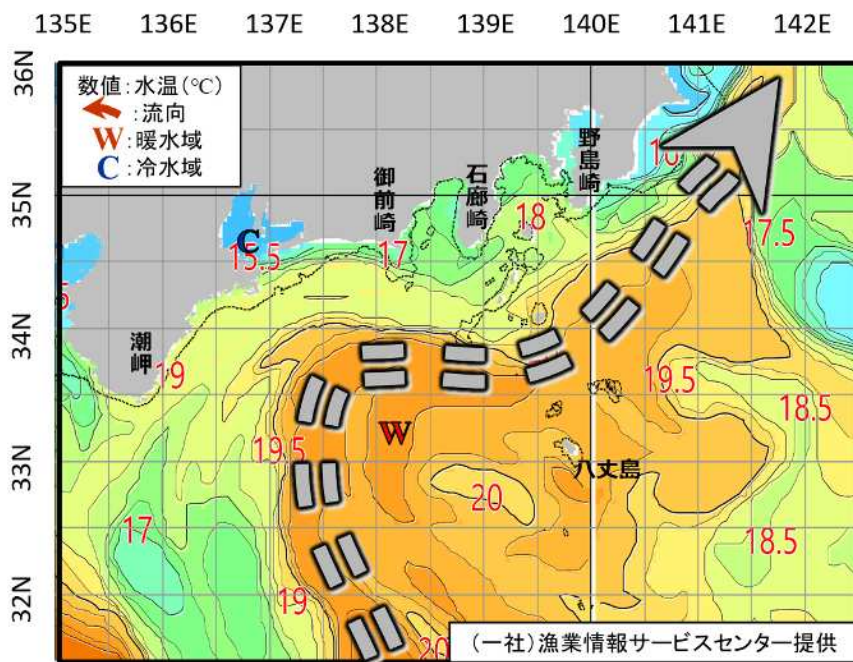 135E 136E 137E 138E 139E 140E 141E 142E
36N
数値:水温(℃)
:流向
W:暖水域
C:冷水域
御前崎
石廊崎
野島崎
16
35N
C
15.5
17
18
17.5
34N
潮岬
19
19.5
18.5
W
33N
19.5
八丈島
20
17
18.5
32N
19
20
(一社)漁業情報サービスセンター提供